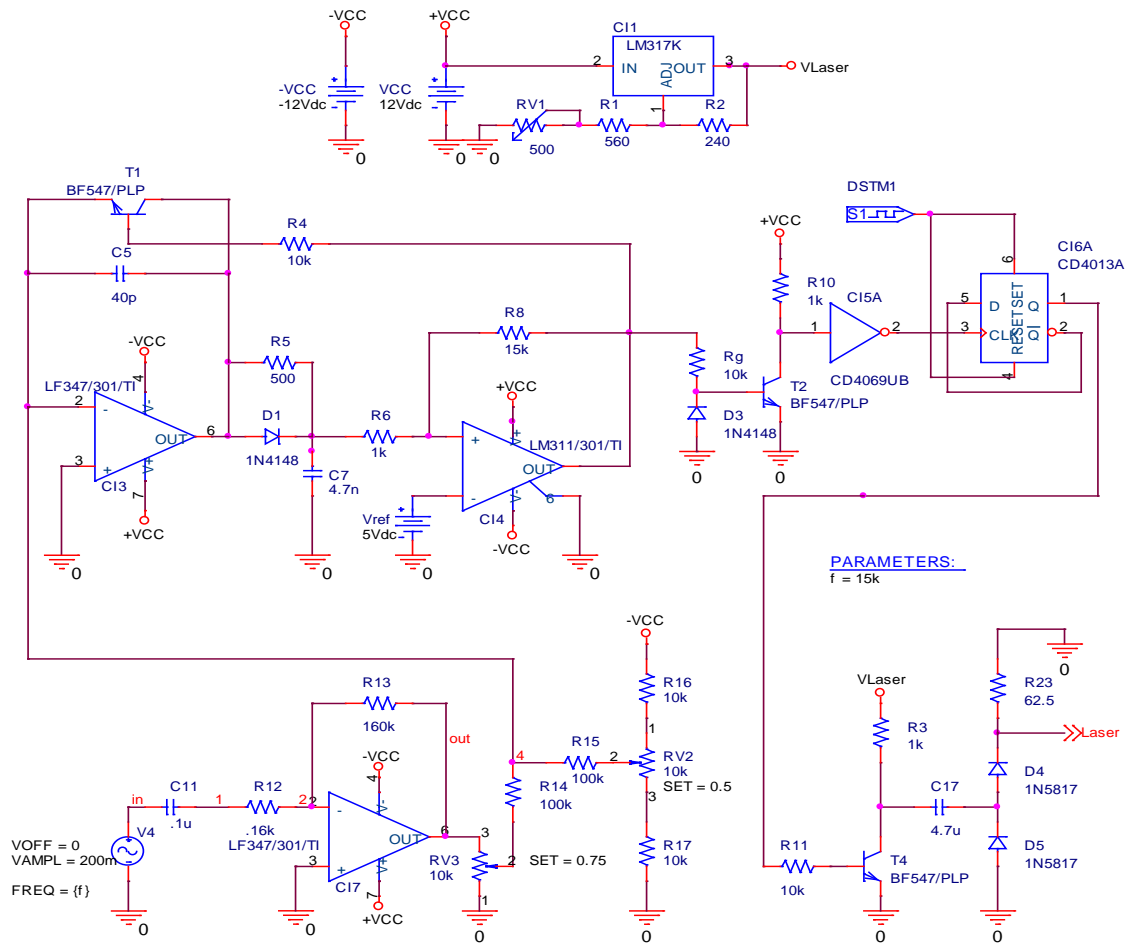 -VCC
+VCC
-VCC
-12Vdc
VCC
12Vdc
0
0
0
CI1
LM317K
2
IN
ADJ
OUT
3
1
VLaser
RV1
500
R1
560
R2
240
T1
BF547/PLP
R4
10k
C5
40p
R8
15k
R5
500
-VCC
4
LF347/301/TI
2
-
V-
OUT
6
3
+
V+
CI3
7
+VCC
0
D1
1N4148
C7
4.7n
0
R6
1k
+VCC
LM311/301/TI
+
V+
OUT
-
V-
6
CI4
-VCC
Vref
5Vdc
0
0
Rg
10k
D3
1N4148
0
+VCC
R10
1k
T2
BF547/PLP
0
CI5A
1
2
CD4069UB
DSTM1
S1
CI6A
CD4013A
6
5
D
Q
1
3
CLK
RESET
SET
Q|
2
4
PARAMETERS:
f = 15k
-VCC
R16
10k
1
R15
100k
2
RV2
10k
SET = 0.5
3
R17
10k
0
4
R14
100k
R13
160k
out
-VCC
4
in
C11
.1u
1
R12
.16k
2
2
-
V-
LF347/301/TI
OUT
6
3
+
V+
CI7
7
+VCC
0
V4
VOFF = 0
VAMPL = 200m
FREQ = {f}
0
3
RV3
10k
2
SET = 0.75
1
0
VLaser
R3
1k
R11
10k
T4
BF547/PLP
0
C17
4.7u
0
R23
62.5
Laser
D4
1N5817
D5
1N5817
0